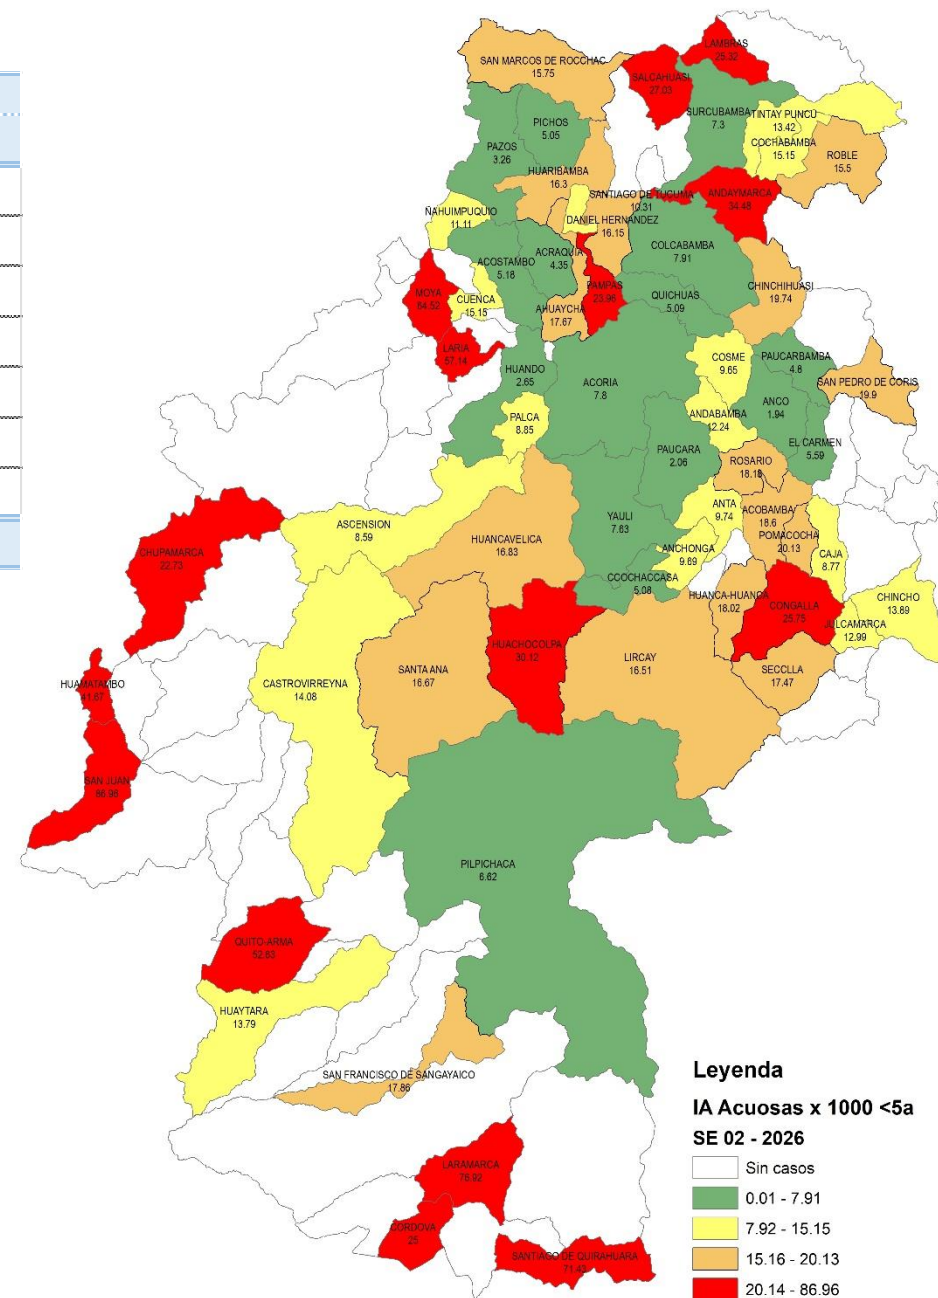 LAMBRAS
25.32
SAN MARCOS DE ROCCHAC
15.75
SALCAHUASI
27.03
SURCUBAMBA
7.3
TINTAY PUNCU
13.42
PICHOS
5.05
COCHABAMBA
15.15
PAZOS
3.26
ROBLE
15.5
HUARIBAMBA
16.3
SANTIAGO DE TUCUMA
10.31
ANDAYMARCA
34.48
ÑAHUIMPUQUIO
11.11
DANIEL HERNANDEZ
16.15
COLCABAMBA
7.91
ACRAQUIA
4.35
ACOSTAMBO
5.18
CHINCHIHUASI
19.74
PAMPAS
23.96
MOYA
64.52
CUENCA
15.15
QUICHUAS
5.09
AHUAYCHA
17.67
LARIA
57.14
COSME
9.65
PAUCARBAMBA
4.8
HUANDO
2.65
ACORIA
7.8
SAN PEDRO DE CORIS
19.9
ANCO
1.94
PALCA
8.85
ANDABAMBA
12.24
EL CARMEN
5.59
PAUCARA
2.06
ROSARIO
18.18
ANTA
9.74
ACOBAMBA
18.6
YAULI
7.63
ASCENSION
8.59
HUANCAVELICA
16.83
POMACOCHA
20.13
CHUPAMARCA
22.73
ANCHONGA
9.69
CAJA
8.77
CCOCHACCASA
5.08
HUANCA-HUANCA
18.02
CONGALLA
25.75
CHINCHO
13.89
JULCAMARCA
12.99
HUACHOCOLPA
30.12
LIRCAY
16.51
SANTA ANA
16.67
SECCLLA
17.47
HUAMATAMBO
41.67
CASTROVIRREYNA
14.08
SAN JUAN
86.96
PILPICHACA
6.62
QUITO-ARMA
52.63
HUAYTARA
13.79
SAN FRANCISCO DE SANGAYAICO
17.86
LARAMARCA
76.92
CORDOVA
25
SANTIAGO DE QUIRAHUARA
71.43
Leyenda
IA Acuosas x 1000 <5a
SE 02 - 2026
Sin casos
0.01 - 7.91
7.92 - 15.15
15.16 - 20.13
20.14 - 86.96